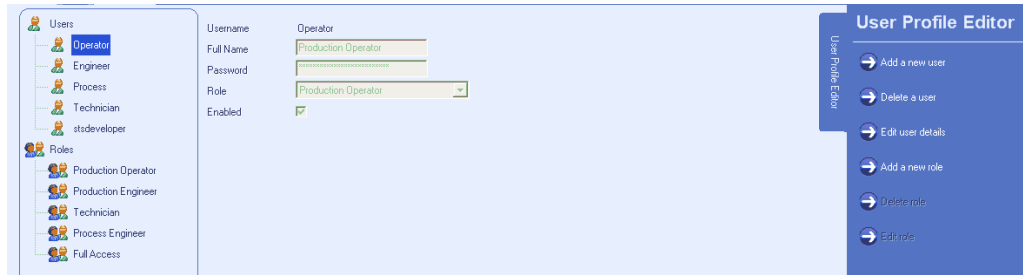 Users
Operator
Engineer
Process
Technician
stsdeveloper
Roles
Production Operator
Production Engineer
Technician
Process Engineer
Full Access
Username Operator
Full Name Production Operator
Password
Role Production Operator
Enabled
User Profile Editor
User Profile Editor
Add a new user
Delete a user
Edit user details
Add a new role
Delete role
Edit role